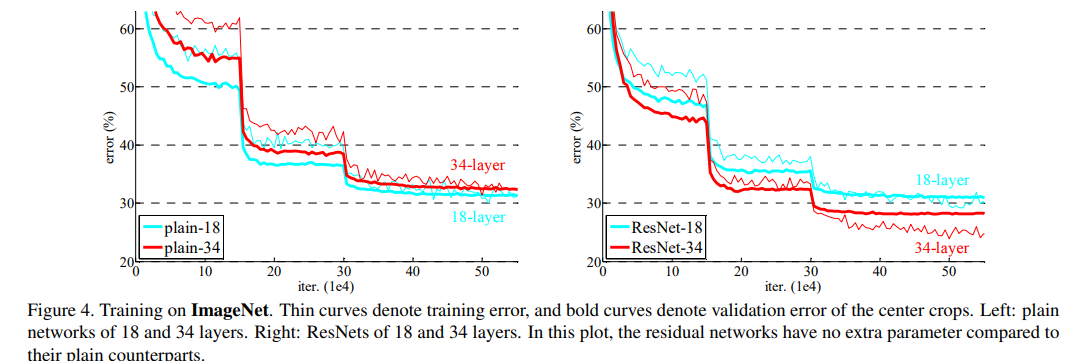 60
50
40
30
20
error (%)
0
10
20
30
40
50
iter. (1e4)
plain-18
plain-34
34-layer
18-layer
60
50
40
30
20
error (%)
0
10
20
30
40
50
iter. (1e4)
ResNet-18
ResNet-34
18-layer
34-layer
Figure 4. Training on ImageNet. Thin curves denote training error, and bold curves denote validation error of the center crops. Left: plain
networks of 18 and 34 layers. Right: ResNets of 18 and 34 layers. In this plot, the residual networks have no extra parameter compared to
their plain counterparts.